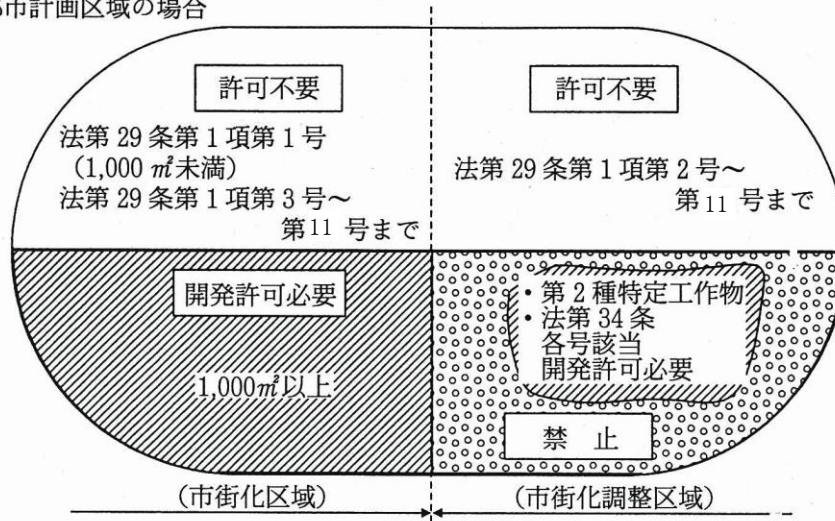 市計画区域の場合
許可不要
法第 29 条第 1 項第 1 号
(1,000 ㎡未満)
法第 29 条第 1 項第 3 号～
第11 号まで
許可不要
法第 29 条第 1 項第 2 号～
第11 号まで
開発許可必要
1,000㎡以上
・第 2 種特定工作物
・法第 34 条
各号該当
開発許可必要
禁 止
(市街化区域)
(市街化調整区域)